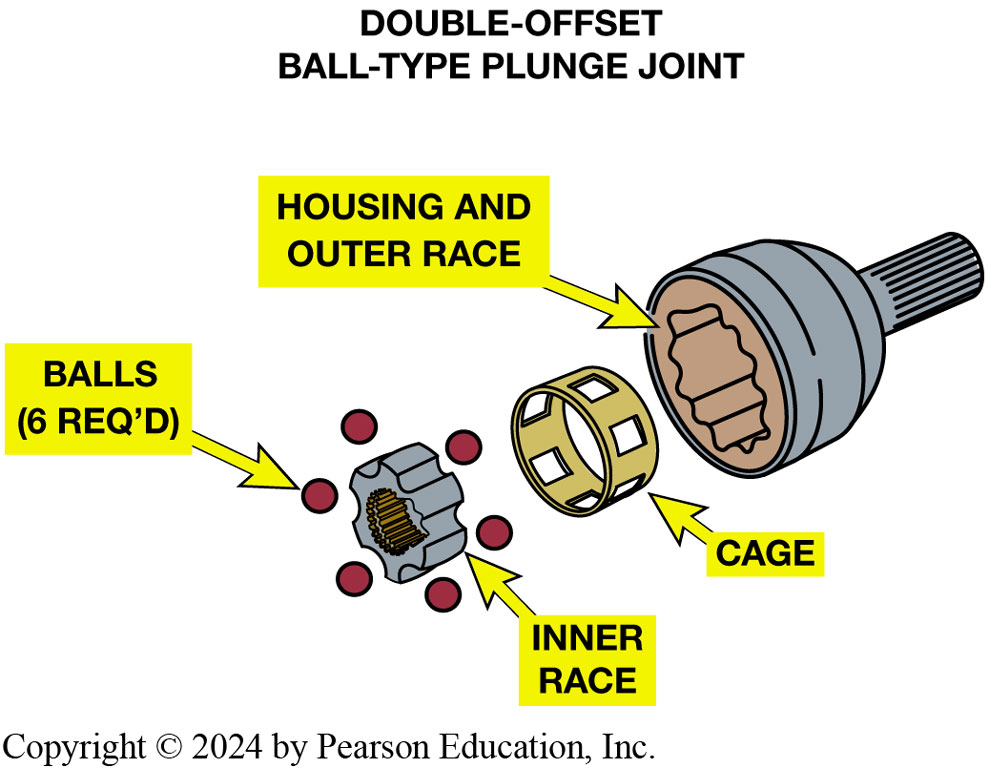 DOUBLE-OFFSET
BALL-TYPE PLUNGE JOINT
HOUSING AND
OUTER RACE
BALLS
(6 REQ’D)
CAGE
INNER
RACE
Copyright © 2024 by Pearson Education, Inc.